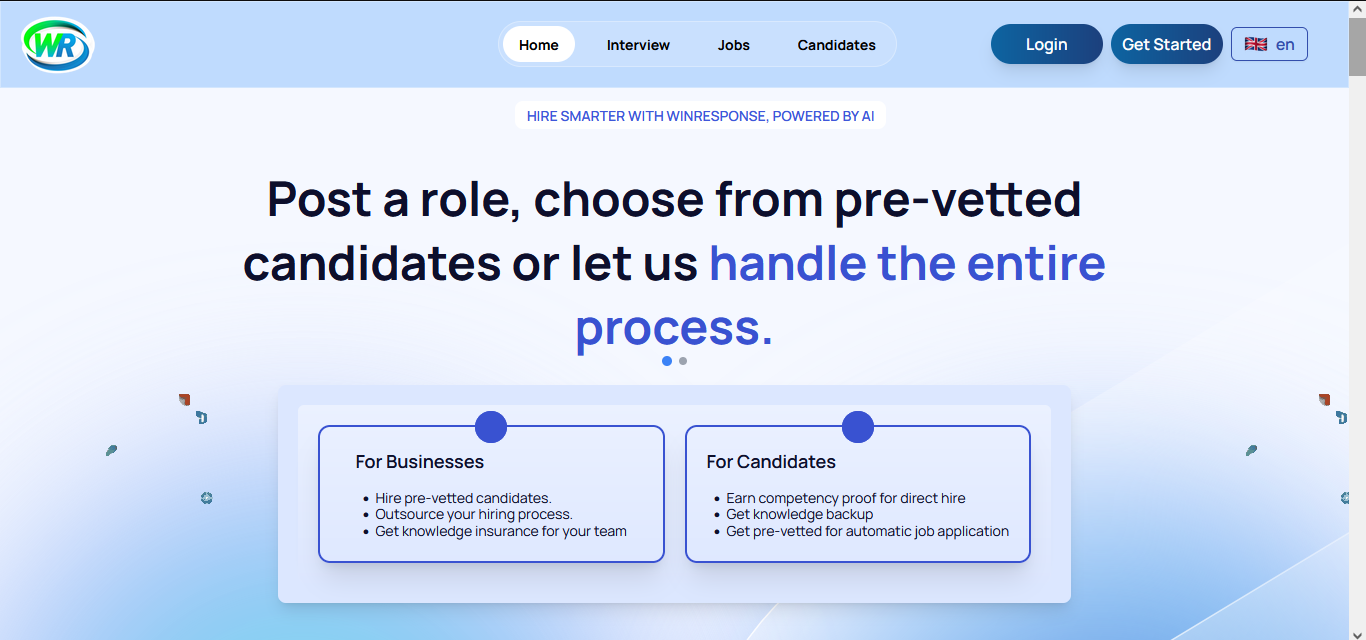 WR
Home Interview Jobs Candidates Login Get Started en
HIRE SMARTER WITH WINRESPONSE, POWERED BY AI
Post a role, choose from pre-vetted
candidates or let us handle the entire
process.
For Businesses
• Hire pre-vetted candidates.
• Outsource your hiring process.
• Get knowledge insurance for your team
For Candidates
• Earn competency proof for direct hire
• Get knowledge backup
• Get pre-vetted for automatic job application